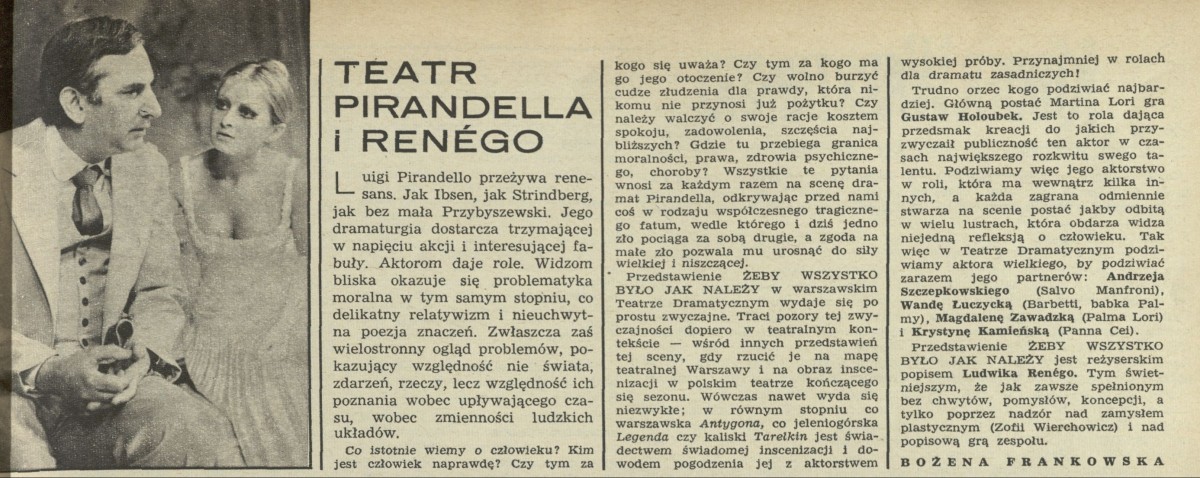 TEATR
PIRANDELLA
i RENÉGO
Luigi Pirandello przeżywa rene-
sans. Jak Ibsen, jak Strindberg,
jak bez mała Przybyszewski. Jego
dramaturgia dostarcza trzymającej
w napięciu akcji i interesującej fa-
buły. Aktorom daje role. Widzom
bliska okazuje się problematyka
moralna w tym samym stopniu, co
delikatny relatywizm i nieuchwyt-
na poezja znaczeń. Zwłaszcza zaś
wielostronny ogląd problemów, po-
kazujący względność nie świata,
zdarzeń, rzeczy, lecz względność ich
poznania wobec upływającego cza-
su, wobec zmienności ludzkich
układów.
Co istotnie wiemy o człowieku? Kim
jest człowiek naprawdę? Czy tym za
kogo się uważa? Czy tym za kogo ma
go jego otoczenie? Czy wolno burzyć
cudze złudzenia dla prawdy, która ni-
komu nie przynosi już pożytku? Czy
należy walczyć o swoje racje kosztem
spokoju, zadowolenia, szczęścia naj-
bliższych? Gdzie tu przebiega granica
moralności, prawa, zdrowia psychiczne-
go, choroby? Wszystkie te pytania
wnosi za każdym razem na scenę dra-
mat Pirandella, odkrywając przed nami
coś w rodzaju współczesnego tragiczne-
go fatum, wedle którego i dziś jedno
zło pociąga za sobą drugie, a zgoda na
małe zło pozwala mu urosnąć do siły
wielkiej i niszczącej.
Przedstawienie ŻEBY WSZYSTKO
BYŁO JAK NALEŻY w warszawskim
Teatrze Dramatycznym wydaje się po
prostu zwyczajne. Traci pozory tej zwy-
czajności dopiero w teatralnym kon-
tekście — wśród innych przedstawień
tej sceny, gdy rzucić je na mapę
teatralnej Warszawy i na obraz insce-
nizacji w polskim teatrze kończącego
się sezonu. Wówczas nawet wyda się
niezwykłe; w równym stopniu co
warszawska Antygona, co jeleniogórska
Legenda czy kaliski Tarelkin jest świa-
dectwem świadomej inscenizacji i do-
wodem pogodzenia jej z aktorstwem
wysokiej próby. Przynajmniej w rolach
dla dramatu zasadniczych!
Trudno orzec kogo podziwiać najbar-
dziej. Główną postać Martina Lori gra
Gustaw Holoubek. Jest to rola dająca
przedsmak kreacji do jakich przy-
zwyczaił publiczność ten aktor w cza-
sach największego rozkwitu swego ta-
lentu. Podziwiamy więc jego aktorstwo
w roli, która ma wewnątrz kilka in-
nych, a każda zagrana odmiennie
stwarza na scenie postać jakby odbitą
w wielu lustrach, która obdarza widza
niejedną refleksją o człowieku. Tak
więc w Teatrze Dramatycznym podzi-
wiamy aktora wielkiego, by podziwiać
zarazem jego partnerów: Andrzeja
Szczepkowskiego (Salvo Manfroni),
Wandę Łuczycką (Barbetti, babka Pal-
my), Magdalenę Zawadzką (Palma Lori)
i Krystynę Kamieńską (Panna Cei).
Przedstawienie ŻEBY WSZYSTKO
BYŁO JAK NALEŻY jest reżyserskim
popisem Ludwika Renégo. Tym świet-
niejszym, że jak zawsze spełnionym
bez chwytów, pomysłów, koncepcji, a
tylko poprzez nadzór nad zamysłem
plastycznym (Zofii Wierchowicz) i nad
popisową grą zespołu.
BOŻENA FRANKOWSKA